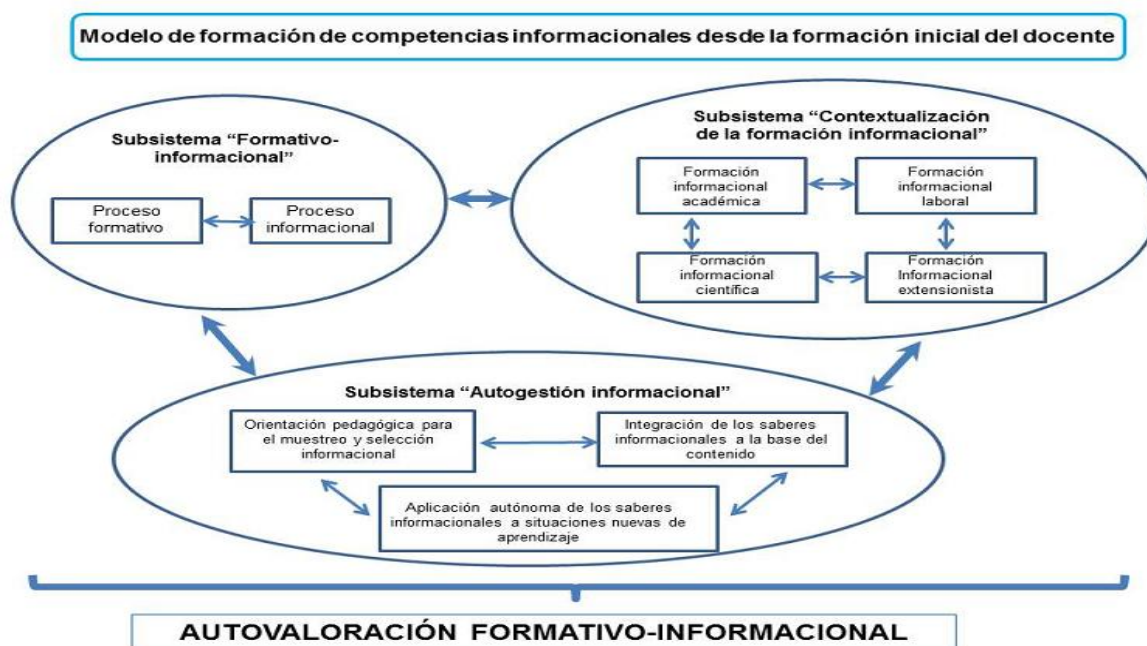 Modelo de formación de competencias informacionales desde la formación inicial del docente
Subsistema “Formativo-
informacional”
Proceso
formativo
Proceso
informacional
Subsistema “Contextualización
de la formación informacional”
Formación
informacional
académica
Formación
informacional
laboral
Formación
informacional
científica
Formación
Informacional
extensionista
Subsistema “Autogestión informacional”
Orientación pedagógica para
el muestreo y selección
informacional
Integración de los saberes
informacionales a la base del
contenido
Aplicación autónoma de los saberes
informacionales a situaciones nuevas de
aprendizaje
AUTOVALORACIÓN FORMATIVO-INFORMACIONAL